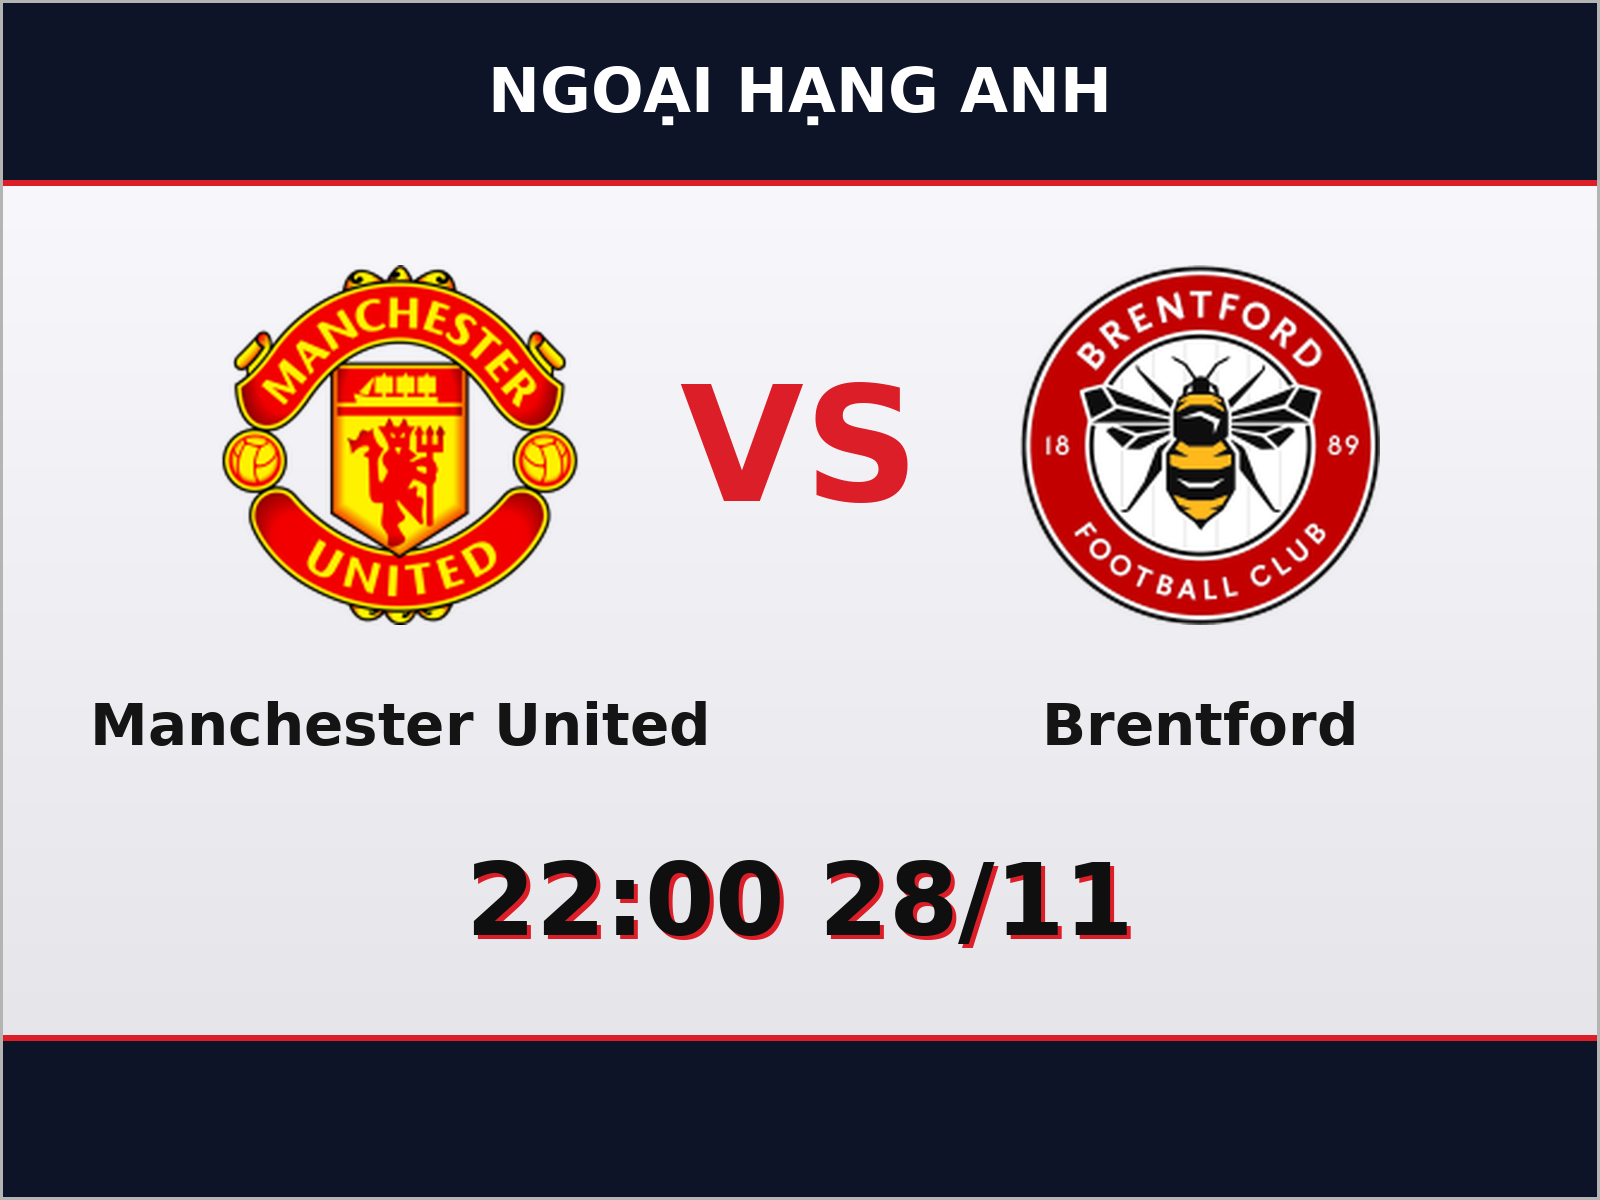 NGOẠI HẠNG ANH
MANCHESTER
UNITED
VS
BRENTFORD
18 89
FOOTBALL CLUB
Manchester United
Brentford
22:00 28/11